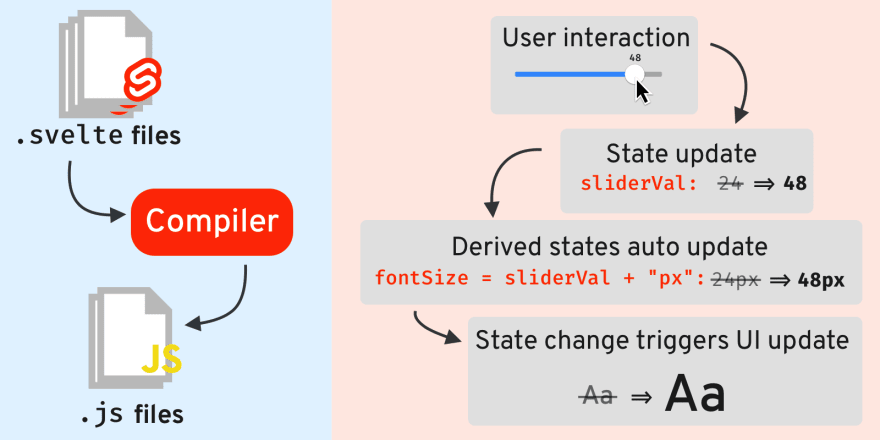 .svelte files
Compiler
JS
.js files
User interaction
48
State update
sliderVal: 24 ⇒ 48
Derived states auto update
fontSize = sliderVal + "px": 24px ⇒ 48px
State change triggers UI update
Aa ⇒ Aa